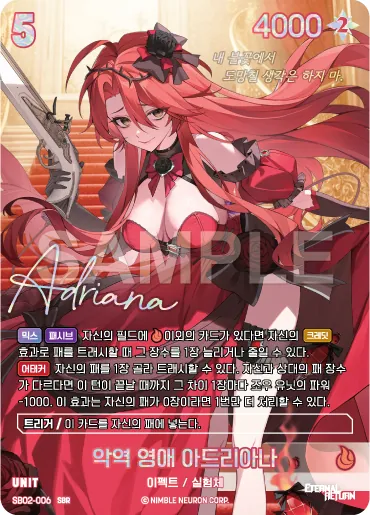 5
4000 2
내 불꽃에서
도망칠 생각은 하지 마.
SAMPLE
Adriana
믹스 패시브 자신의 필드에 이외의 카드가 있다면 자신의 크레딧
효과로 패를 트래시할 때 그 장수를 1장 늘리거나 줄일 수 있다.
어태커 자신의 패를 1장 골라 트래시할 수 있다. 자신과 상대의 패 장수
가 다르다면 이 턴이 끝날 때까지 그 차이 1장마다 조우 유닛의 파워
-1000. 이 효과는 자신의 패가 0장이라면 1번만 더 처리할 수 있다.
트리거 / 이 카드를 자신의 패에 넣는다.
악역 영애 아드리아나
UNIT
이펙트 / 실험체
SB02-006 SBR
© NIMBLE NEURON CORP.
ETERNAL RETURN